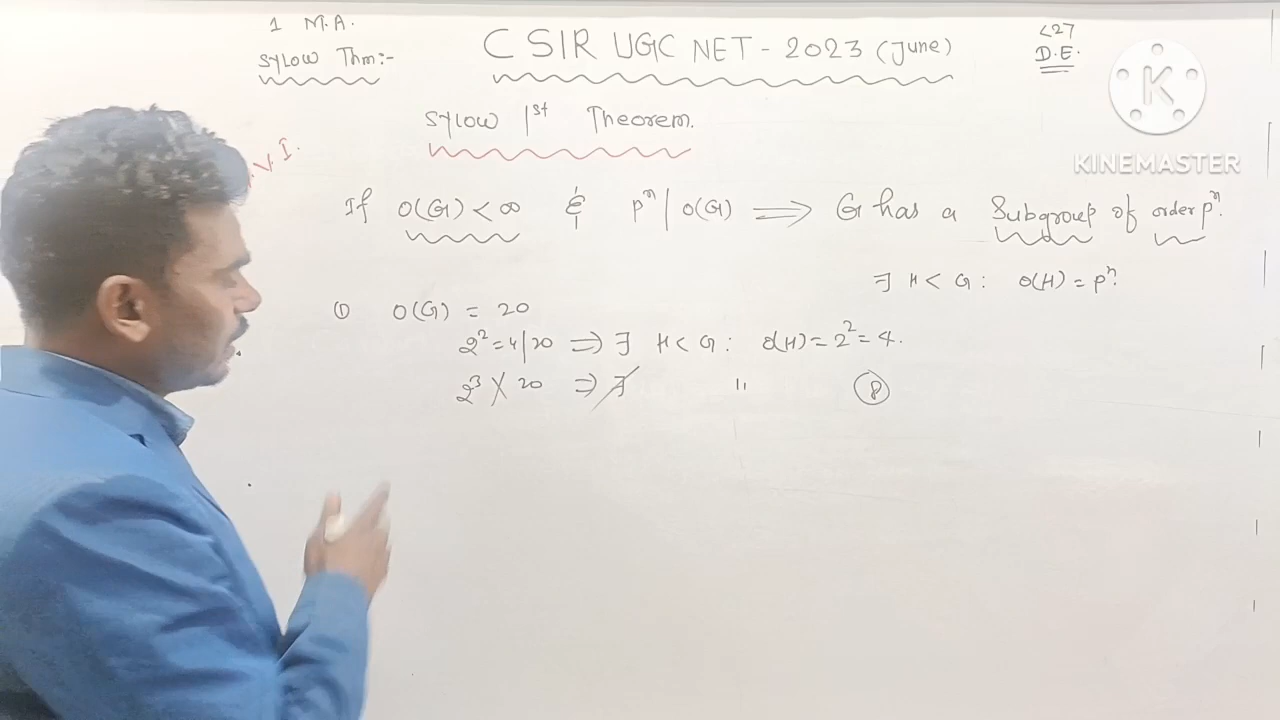 1 M.A.
SYLOW Thm:-
CSIR UGC NET - 2023 (June)
<27
D.E.
K
KINEMASTER
SYLOW 1st Theorem.
.V.I.
If O(G) < ∞ & pⁿ | O(G) ⟹ G has a Subgroup of order pⁿ.
∃ H < G : O(H) = pⁿ.
① O(G) = 20
2² = 4/20 ⇒ ∃ H < G : O(H) = 2² = 4.
2³ ∤ 20 ⇒ ∄ " ⑧